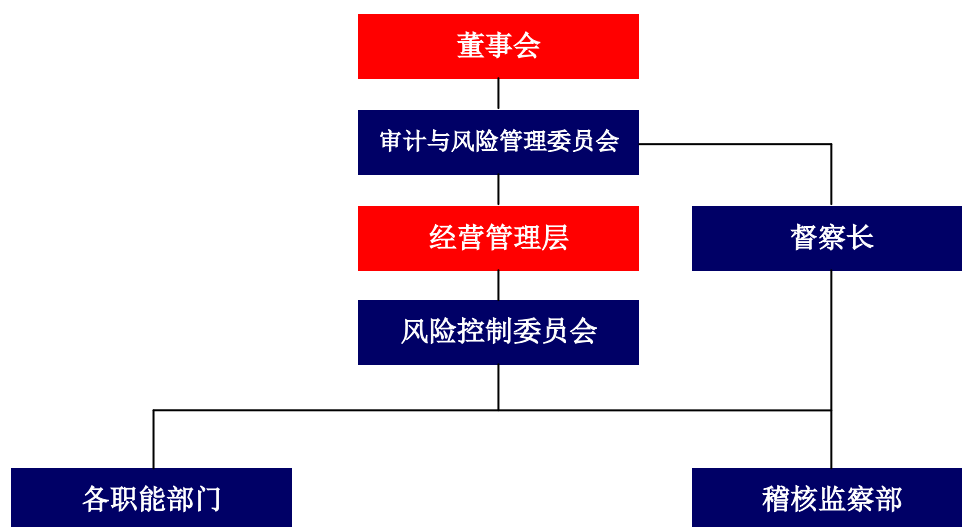 董事会
审计与风险管理委员会
经营管理层
督察长
风险控制委员会
各职能部门
稽核监察部